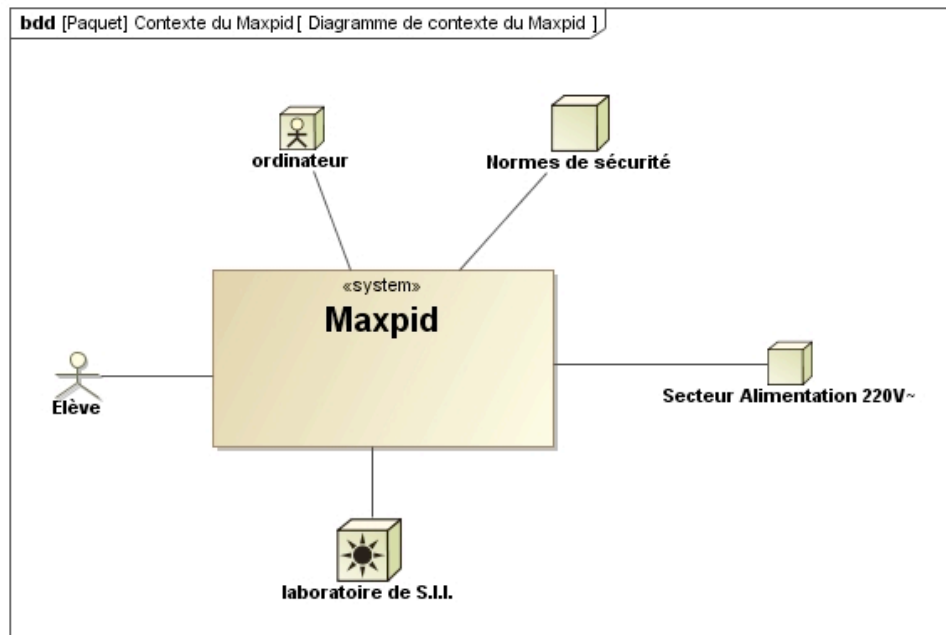 bdd [Paquet] Contexte du Maxpid [ Diagramme de contexte du Maxpid ]
ordinateur
Normes de sécurité
«system»
Maxpid
Elève
Secteur Alimentation 220V~
laboratoire de S.I.I.